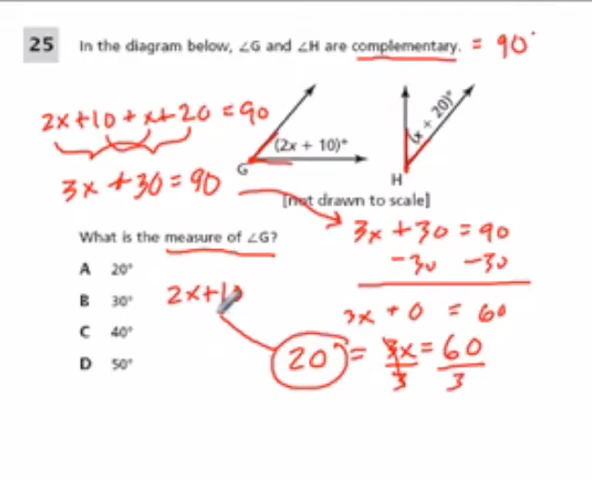 25 In the diagram below, ∠G and ∠H are complementary. = 90°
2x+10+x+20=90
(2x + 10)°
(x + 20)°
G
H
3x+30=90
[not drawn to scale]
3x+30=90
What is the measure of ∠G?
-30 -30
A 20°
B 30°
2x+10
3x+0=60
C 40°
20°=3x=60
3 3
D 50°